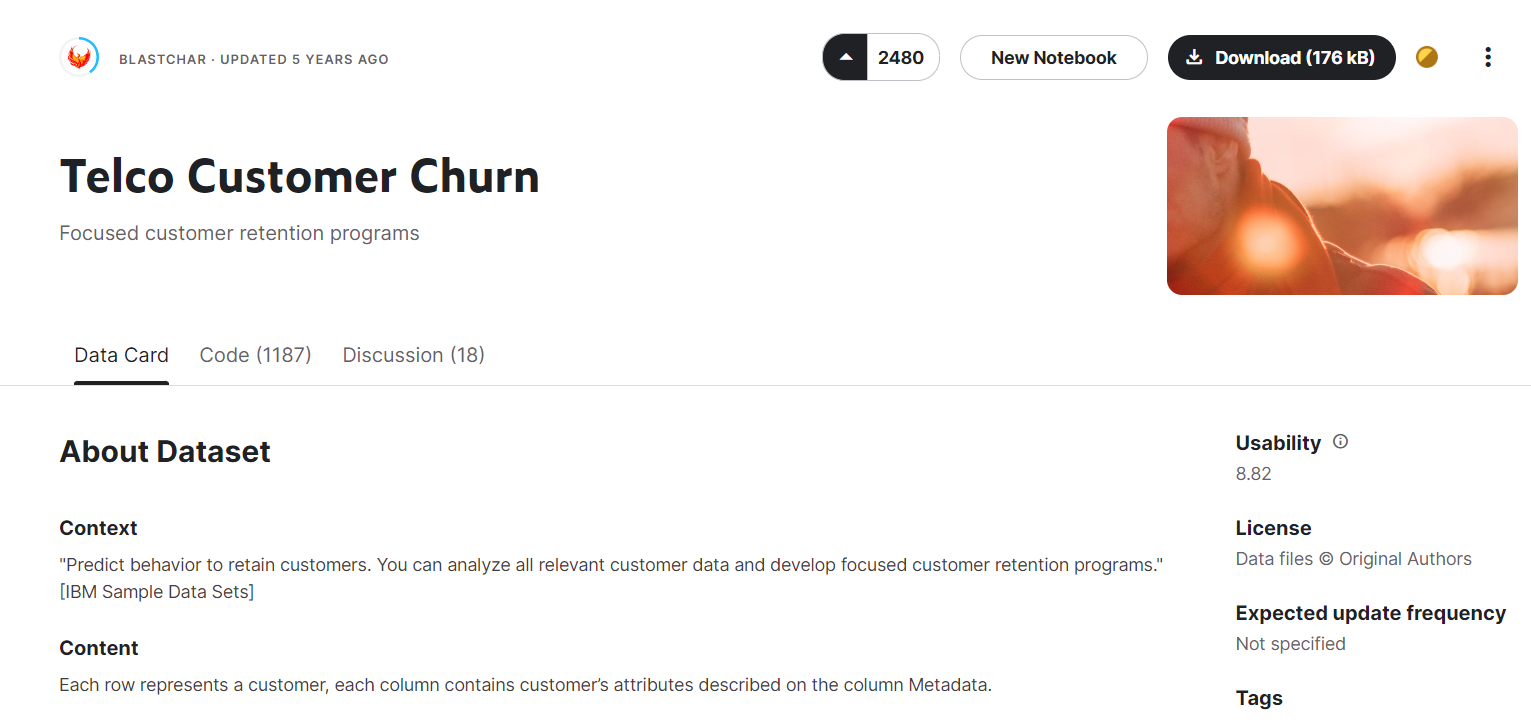 BLASTCHAR · UPDATED 5 YEARS AGO
2480
New Notebook
Download (176 kB)
Telco Customer Churn
Focused customer retention programs
Data Card
Code (1187)
Discussion (18)
About Dataset
Context
"Predict behavior to retain customers. You can analyze all relevant customer data and develop focused customer retention programs."
[IBM Sample Data Sets]
Content
Each row represents a customer, each column contains customer’s attributes described on the column Metadata.
Usability
8.82
License
Data files © Original Authors
Expected update frequency
Not specified
Tags